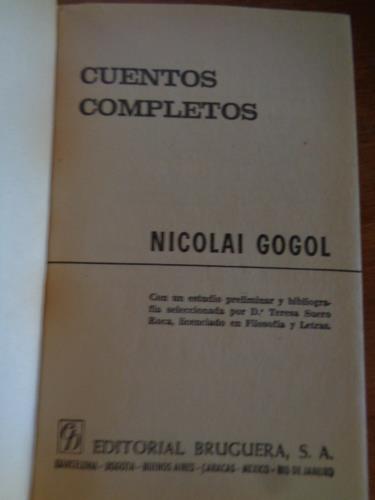 CUENTOS
COMPLETOS
NICOLAI GOGOL
Con un estudio preliminar y bibliogra-
fía seleccionada por D.ª Teresa Suero
Roca, licenciado en Filosofía y Letras.
EDITORIAL BRUGUERA, S. A.
BARCELONA - BOGOTA - BUENOS AIRES - CARACAS - MEXICO - RIO DE JANEIRO